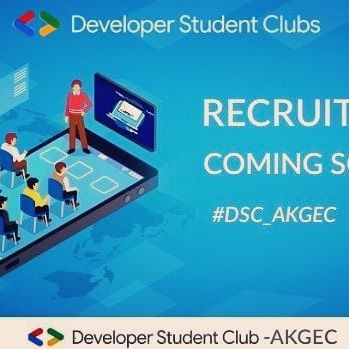 Developer Student Clubs
RECRUIT
COMING SO
#DSC_AKGEC
Developer Student Club -AKGEC